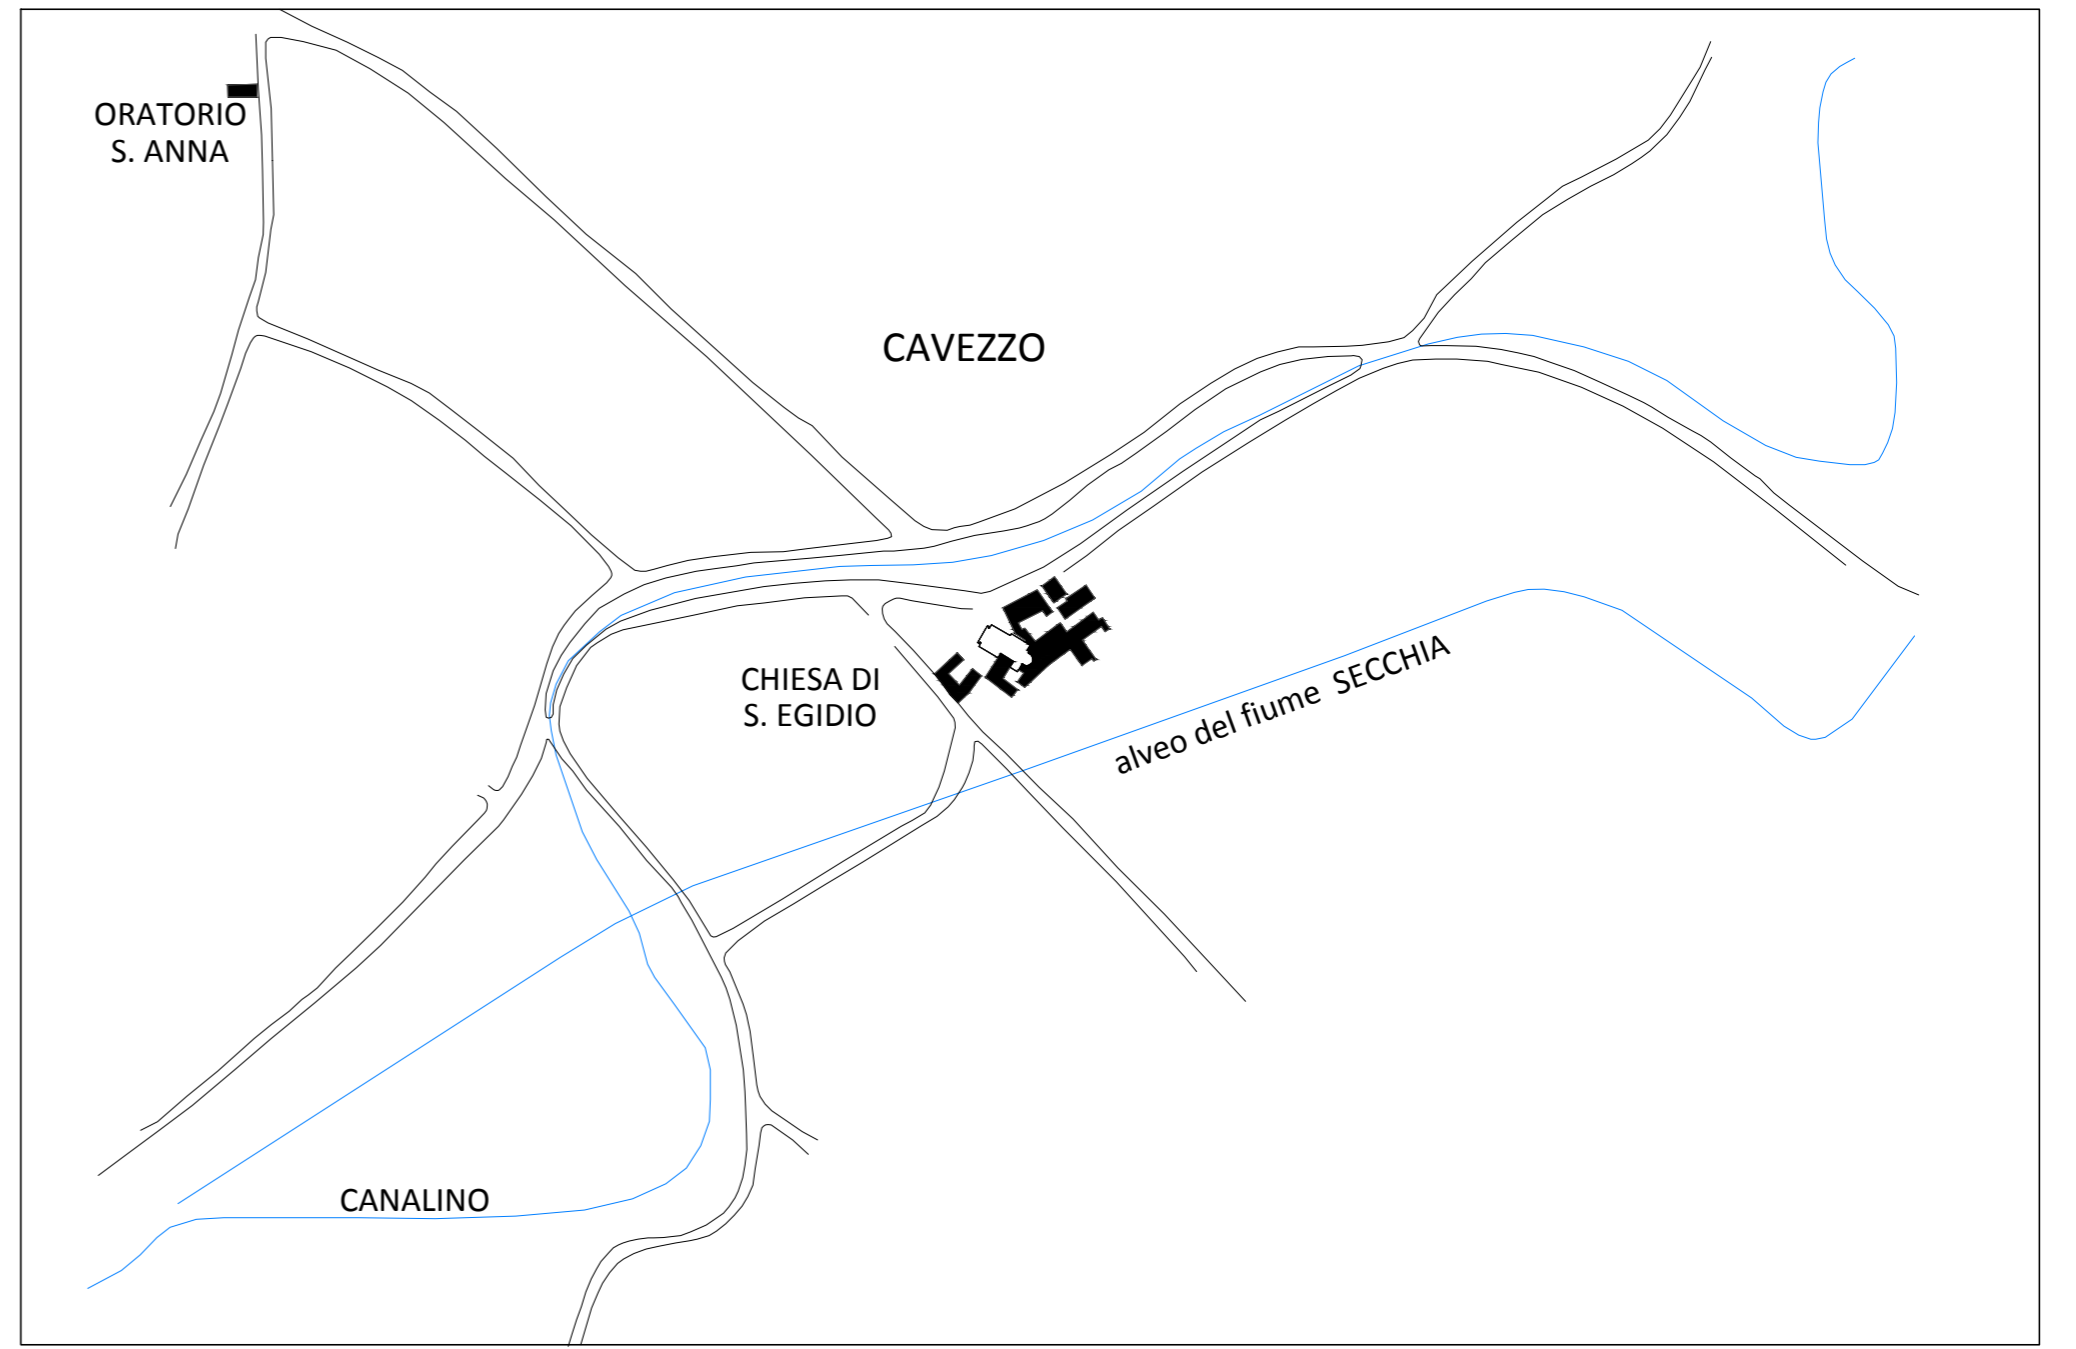 ORATORIO
S. ANNA
CAVEZZO
CHIESA DI
S. EGIDIO
alveo del fiume SECCHIA
CANALINO